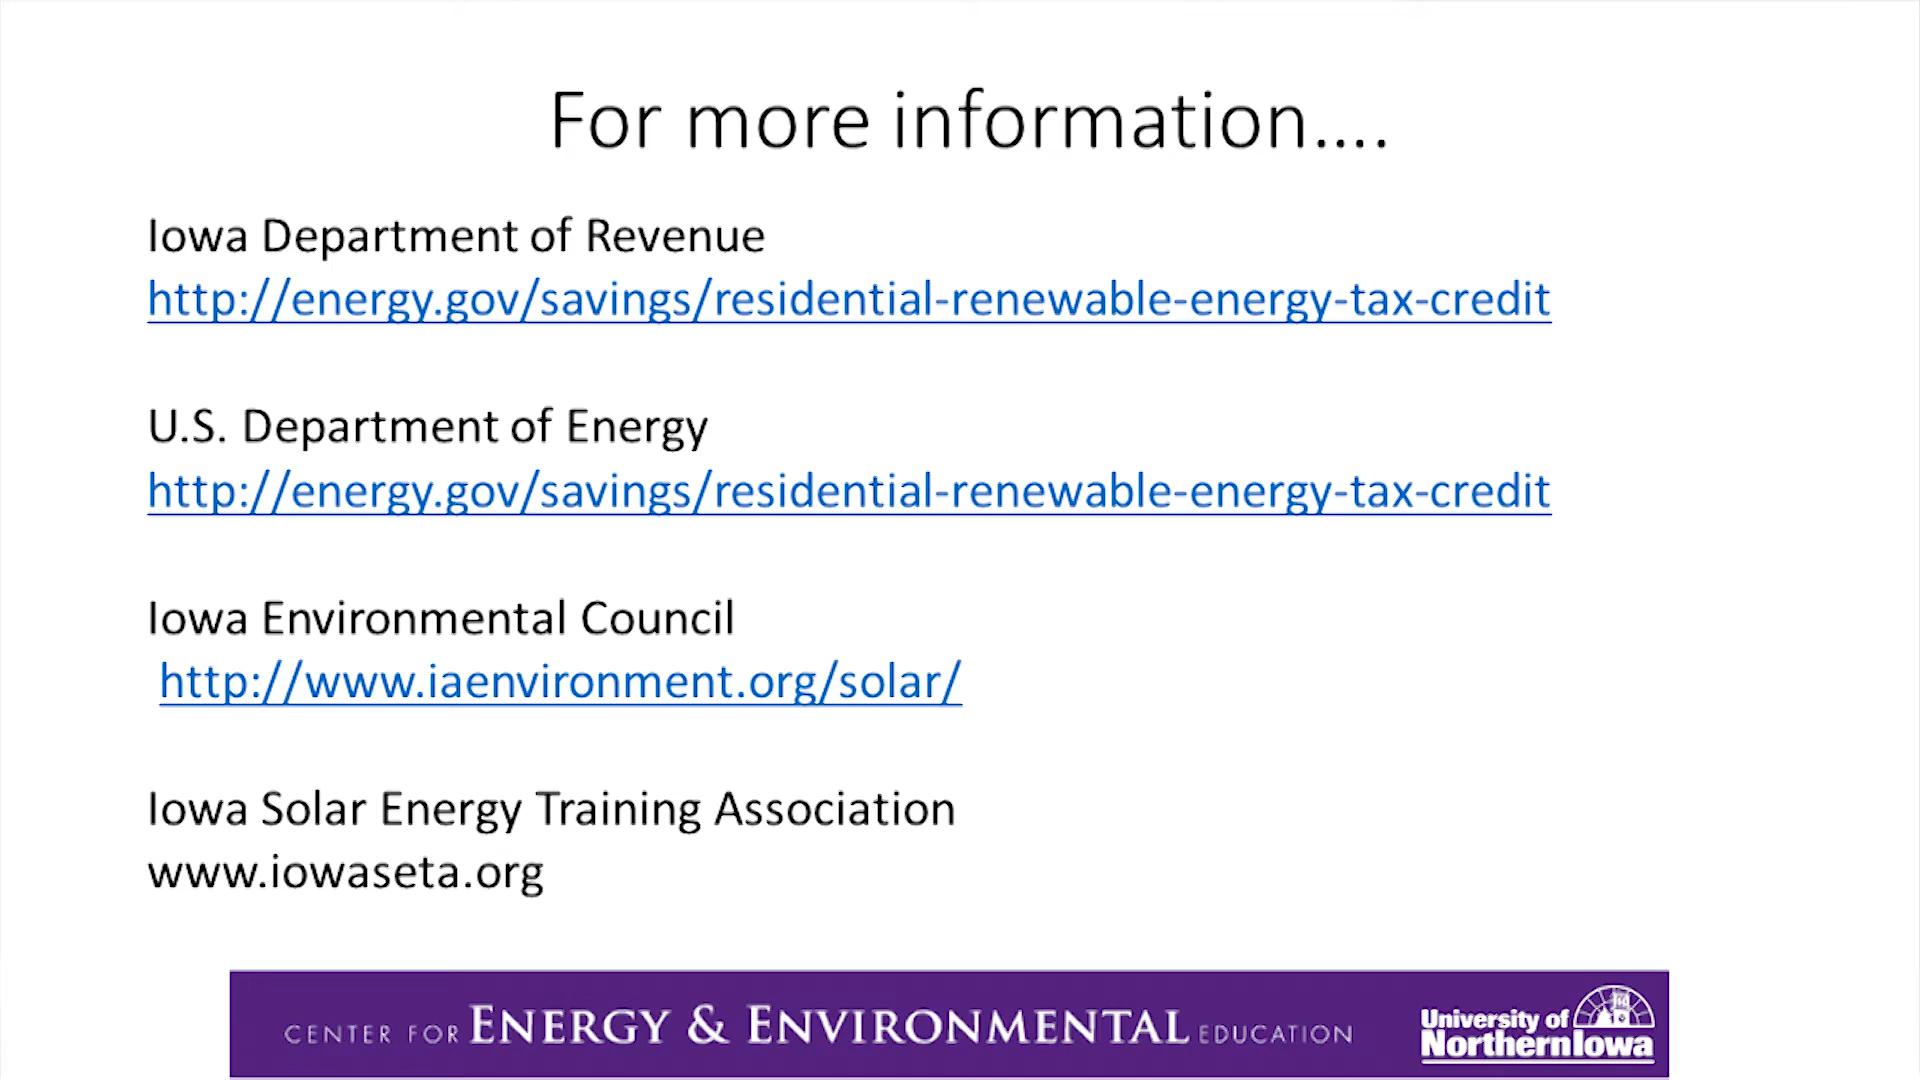 For more information....
Iowa Department of Revenue
http://energy.gov/savings/residential-renewable-energy-tax-credit
U.S. Department of Energy
http://energy.gov/savings/residential-renewable-energy-tax-credit
Iowa Environmental Council
http://www.iaenvironment.org/solar/
Iowa Solar Energy Training Association
www.iowaseta.org
CENTER FOR ENERGY & ENVIRONMENTAL EDUCATION
University of
Northern Iowa